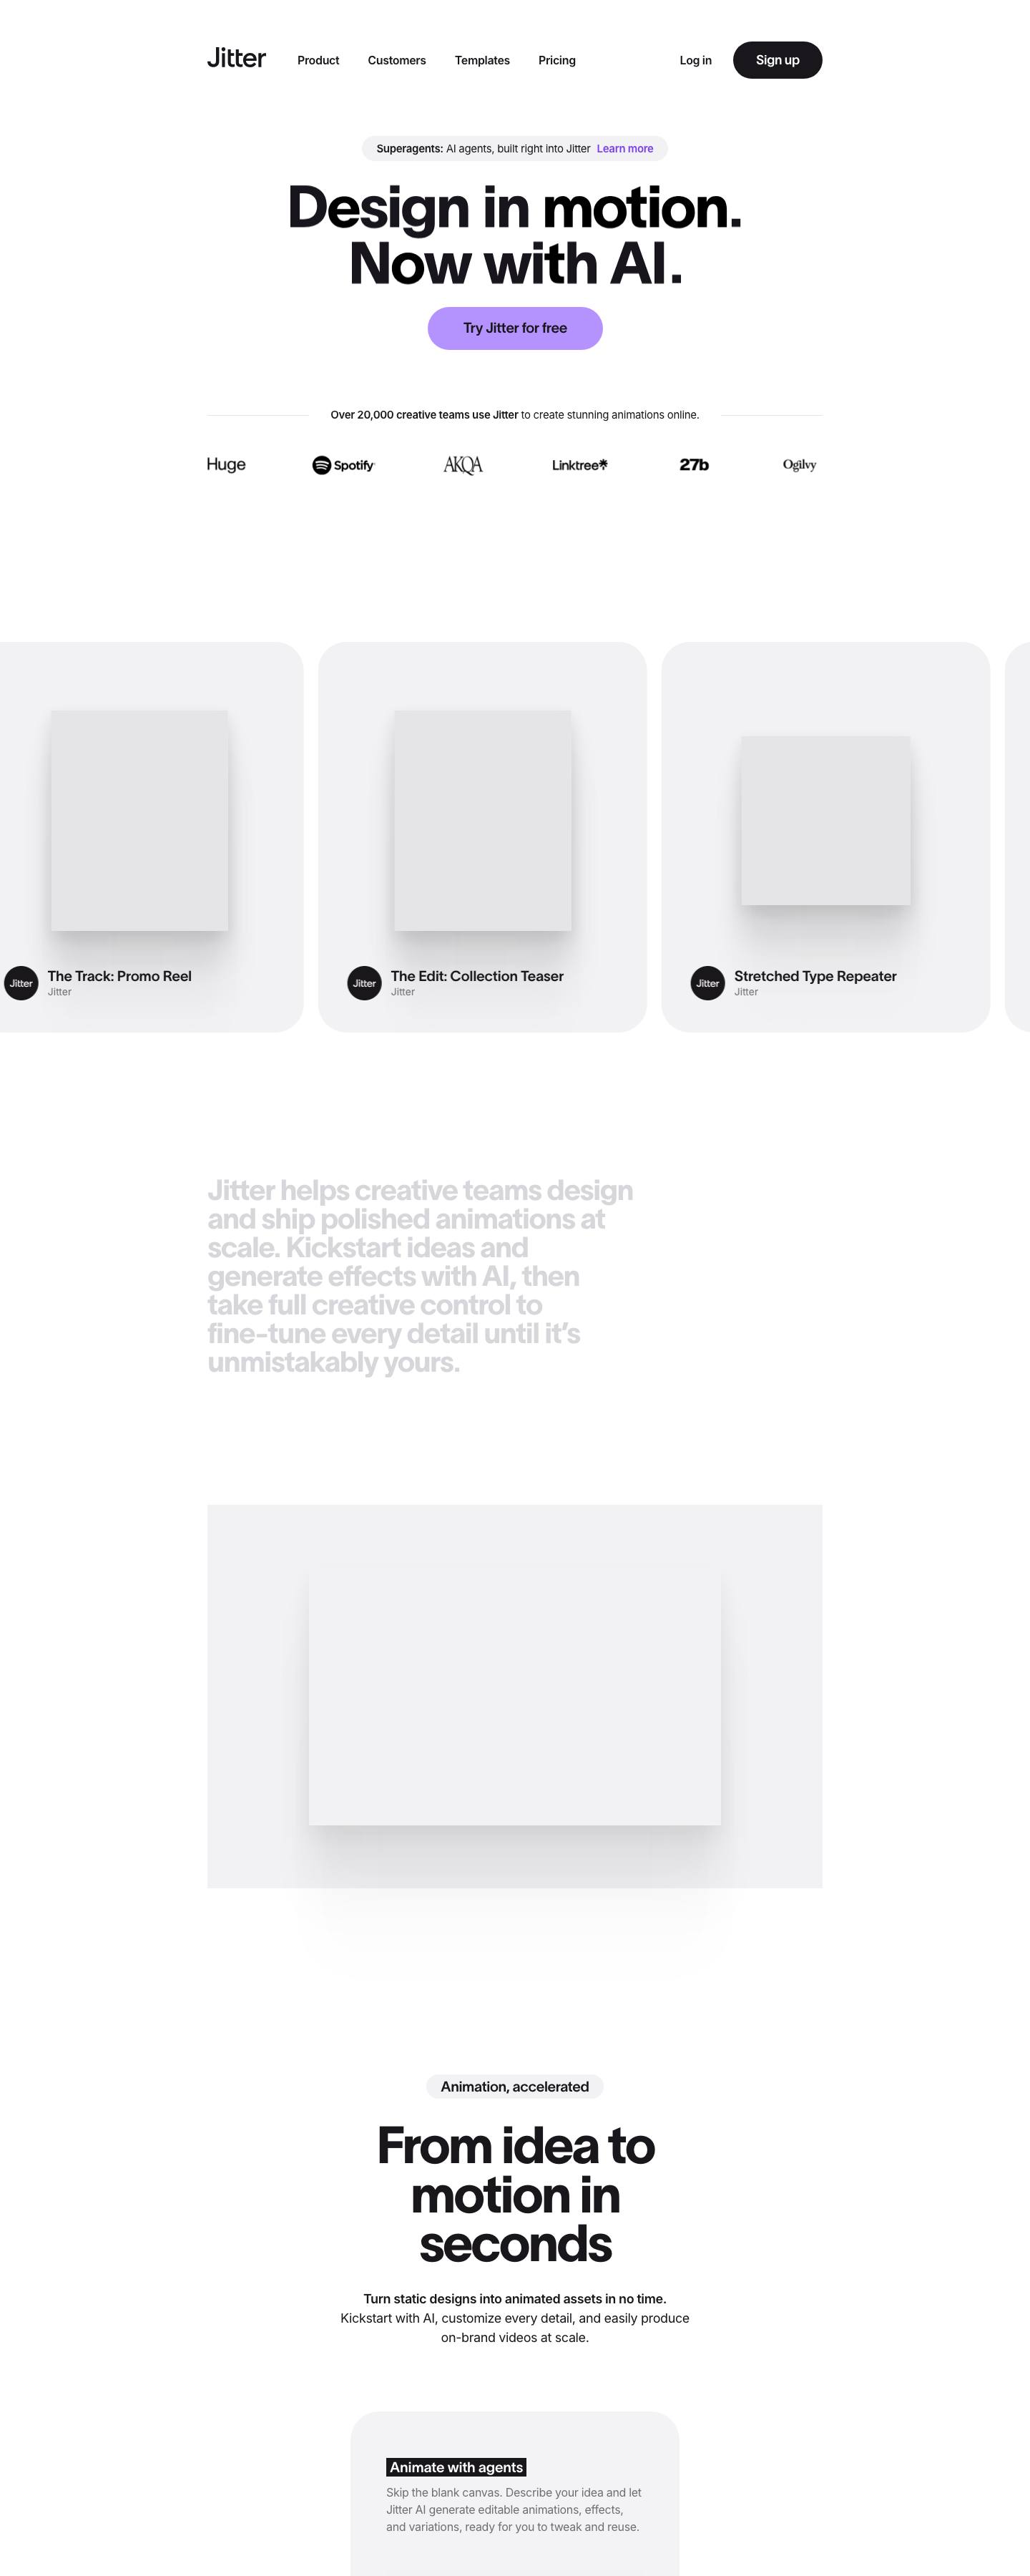 Jitter
Product
Customers
Templates
Pricing
Log in
Sign up
Superagents: AI agents, built right into Jitter Learn more
Design in motion.
Now with AI.
Try Jitter for free
Over 20,000 creative teams use Jitter to create stunning animations online.
Huge
Spotify
AKQA
Linktree
27b
Ogilvy
Jitter
The Track: Promo Reel
Jitter
Jitter
The Edit: Collection Teaser
Jitter
Jitter
Stretched Type Repeater
Jitter
Jitter helps creative teams design
and ship polished animations at
scale. Kickstart ideas and
generate effects with AI, then
take full creative control to
fine-tune every detail until it’s
unmistakably yours.
Animation, accelerated
From idea to
motion in
seconds
Turn static designs into animated assets in no time.
Kickstart with AI, customize every detail, and easily produce
on-brand videos at scale.
Animate with agents
Skip the blank canvas. Describe your idea and let
Jitter AI generate editable animations, effects,
and variations, ready for you to tweak and reuse.